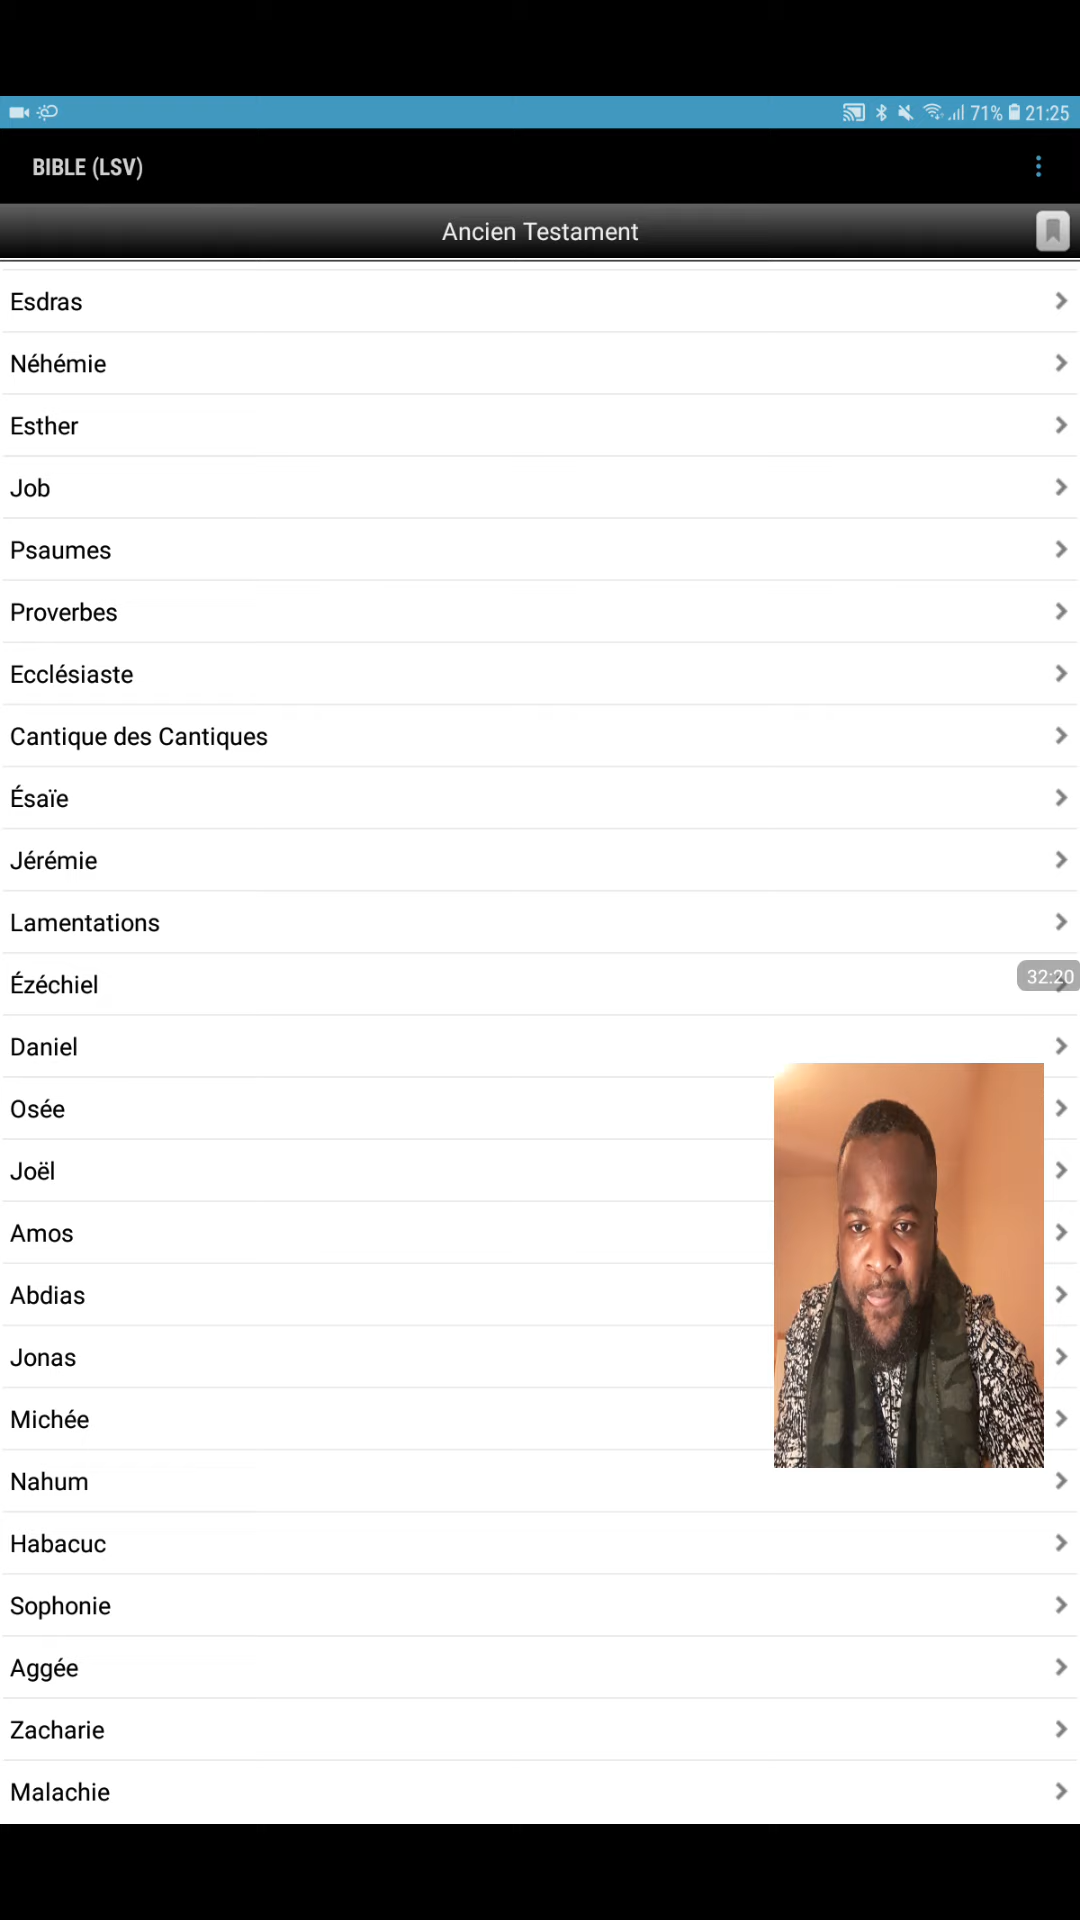 71% 21:25
BIBLE (LSV)
Ancien Testament
Esdras
Néhémie
Esther
Job
Psaumes
Proverbes
Ecclésiaste
Cantique des Cantiques
Ésaïe
Jérémie
Lamentations
Ézéchiel
32:20
Daniel
Osée
Joël
Amos
Abdias
Jonas
Michée
Nahum
Habacuc
Sophonie
Aggée
Zacharie
Malachie